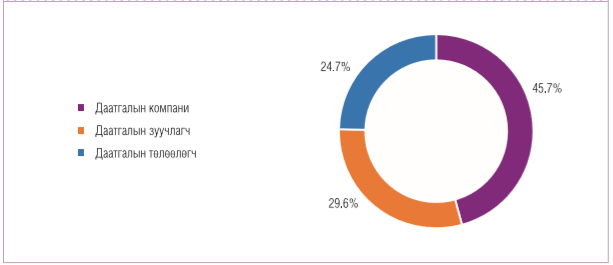 Даатгалын компани
Даатгалын зуучлагч
Даатгалын төлөөлөгч
24.7%
45.7%
29.6%